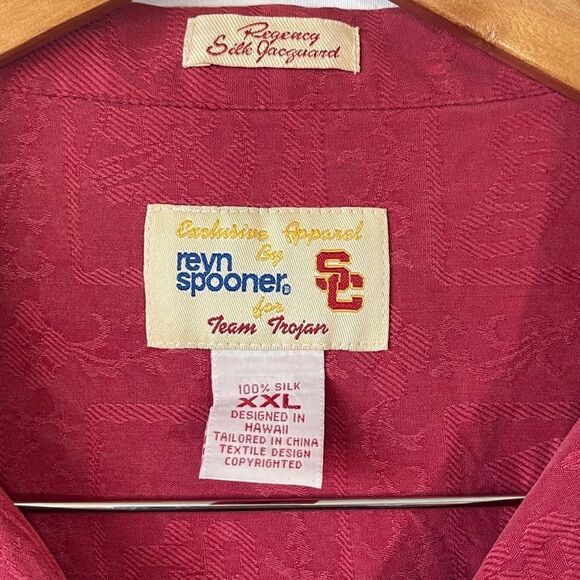 Regency
Silk Jacquard
Exclusive Apparel
By
reyn
spooner®
SC
for
Team Trojan
100% SILK
XXL
DESIGNED IN
HAWAII
TAILORED IN CHINA
TEXTILE DESIGN
COPYRIGHTED